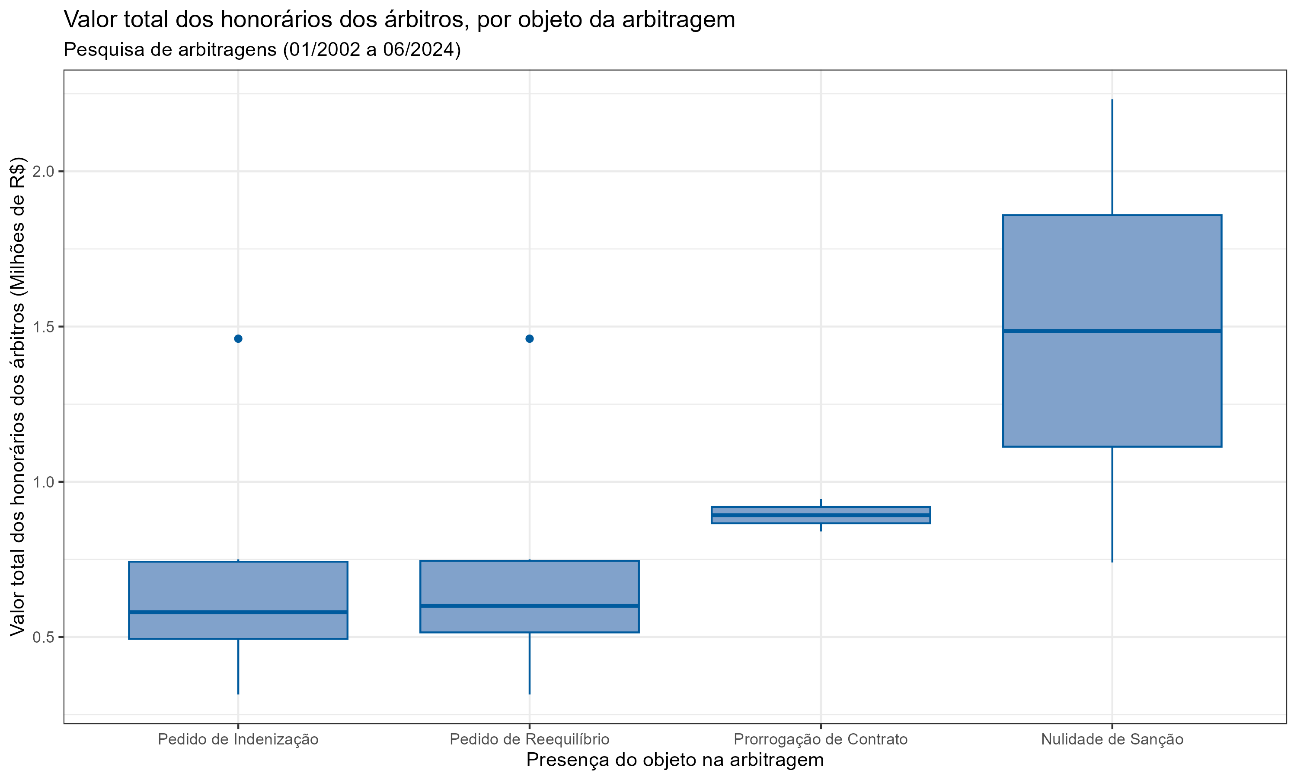 Valor total dos honorários dos árbitros, por objeto da arbitragem
Pesquisa de arbitragens (01/2002 a 06/2024)
Valor total dos honorários dos árbitros (Milhões de R$)
2.0
1.5
1.0
0.5
Pedido de Indenização
Pedido de Reequilíbrio
Prorrogação de Contrato
Nulidade de Sanção
Presença do objeto na arbitragem